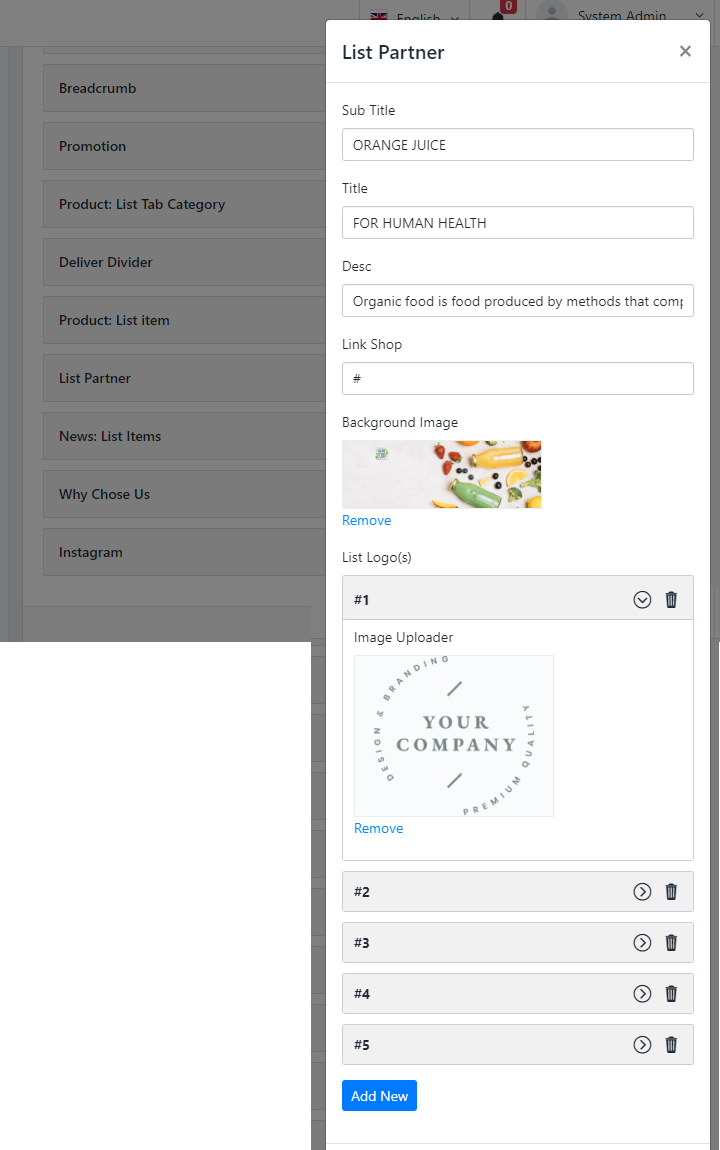 English
0
System Admin
Breadcrumb
Promotion
Product: List Tab Category
Deliver Divider
Product: List item
List Partner
News: List Items
Why Chose Us
Instagram
List Partner
×
Sub Title
ORANGE JUICE
Title
FOR HUMAN HEALTH
Desc
Organic food is food produced by methods that comp
Link Shop
#
Background Image
Remove
List Logo(s)
#1
Image Uploader
DESIGN & BRANDING
YOUR
COMPANY
PREMIUM QUALITY
Remove
#2
#3
#4
#5
Add New